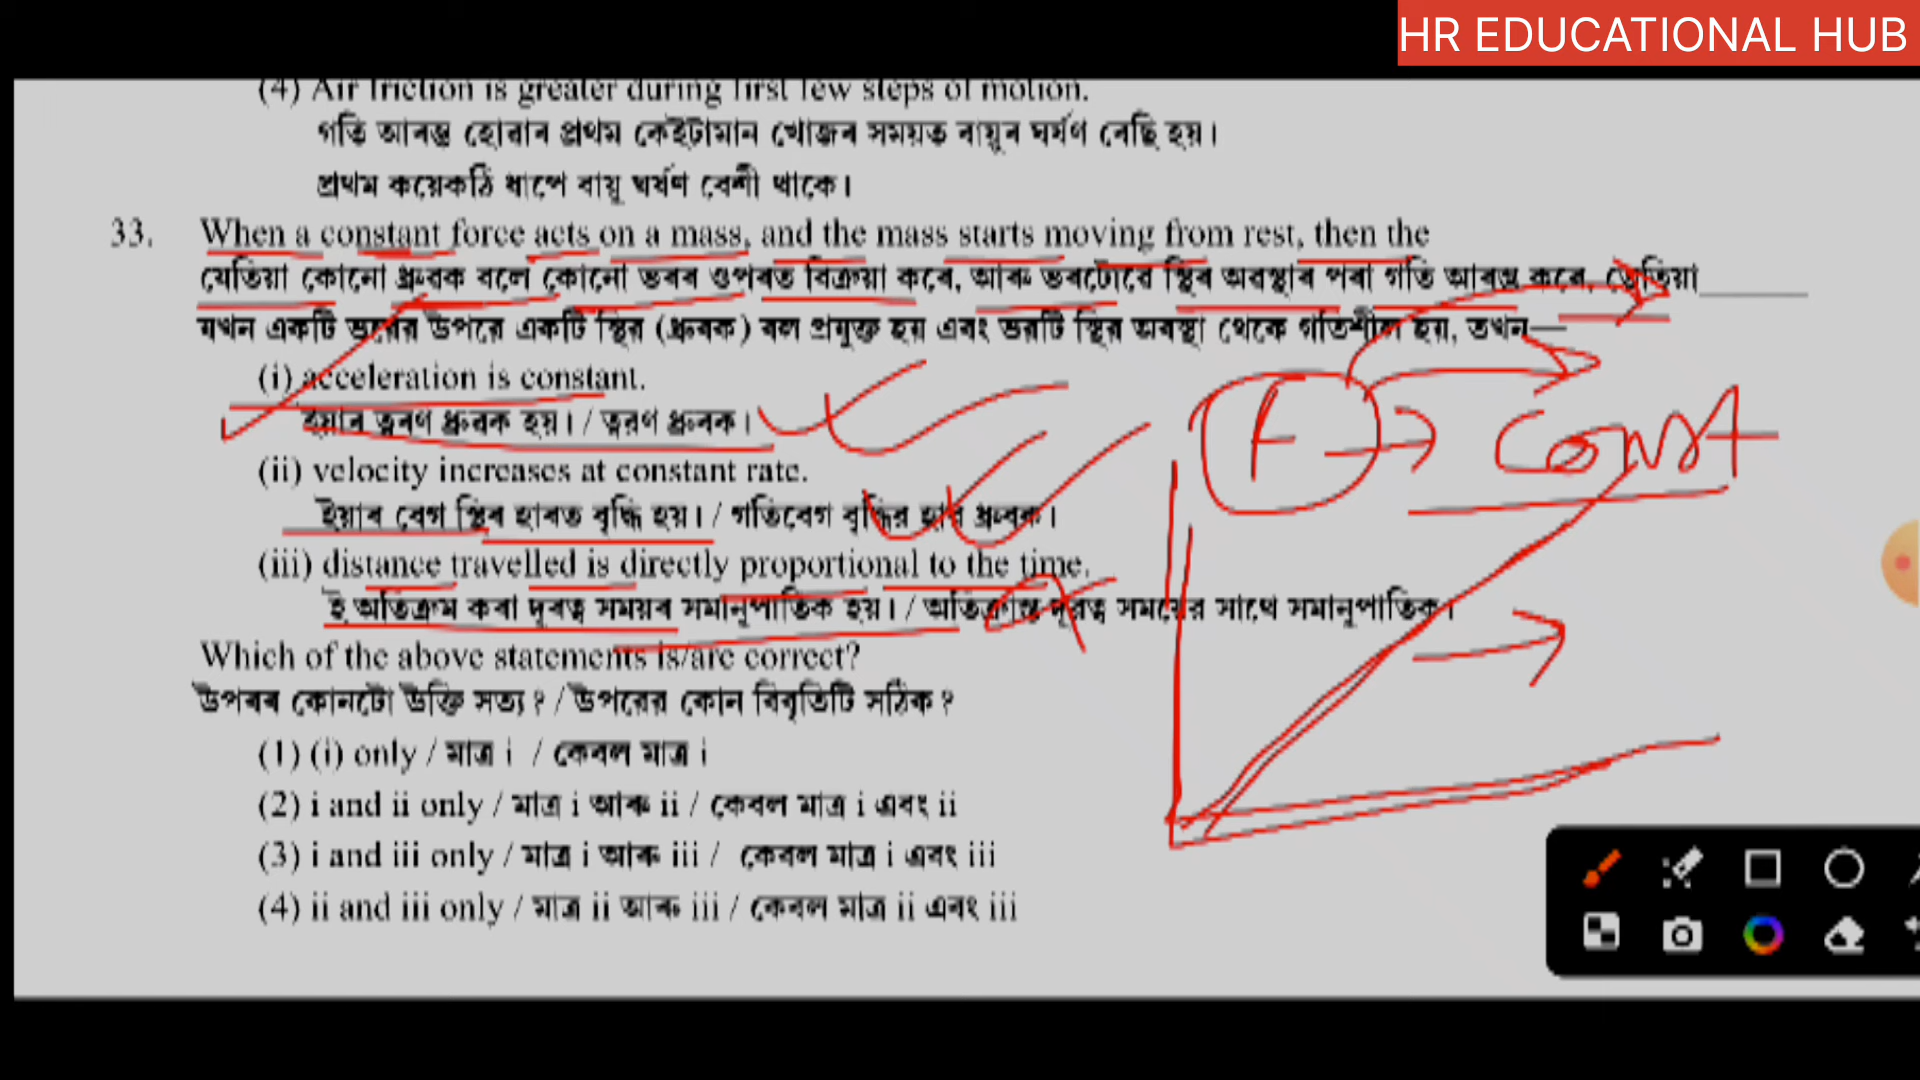 HR EDUCATIONAL HUB
(4) Air friction is greater during first few steps of motion.
গতি আৰম্ভ হোৱাৰ প্ৰথম কেইটামান খোজৰ সময়ত বায়ুৰ ঘৰ্ষণ বেছি হয়।
প্রথম কয়েকঠি ধাপে বায়ূ ঘর্ষণ বেশী থাকে।
33. When a constant force acts on a mass, and the mass starts moving from rest, then the
যেতিয়া কোনো ধ্ৰুবক বলে কোনো ভৰৰ ওপৰত বিক্ৰয়া কৰে, আৰু ভৰটোৱে স্থিৰ অৱস্থাৰ পৰা গতি আৰম্ভ কৰে, তেতিয়া______
যখন একটি ভরের উপরে একটি স্থির (ধ্রুবক) বল প্রযুক্ত হয় এবং ভরটি স্থির অবস্থা থেকে গতিশীল হয়, তখন—
(i) acceleration is constant.
ইয়াৰ ত্বৰণ ধ্ৰুবক হয়। / ত্বরণ ধ্রুবক।
F → Const
(ii) velocity increases at constant rate.
ইয়াৰ বেগ স্থিৰ হাৰত বৃদ্ধি হয়। / গতিবেগ বৃদ্ধির হার ধ্রুবক।
(iii) distance travelled is directly proportional to the time.
ই অতিক্ৰম কৰা দূৰত্ব সময়ৰ সমানুপাতিক হয়। / অতিক্রান্ত দূরত্ব সময়ের সাথে সমানুপাতিক।
Which of the above statements is/are correct?
উপৰৰ কোনটো উক্তি সত্য ? / উপরের কোন বিবৃতিটি সঠিক ?
(1) (i) only / মাত্ৰ i / কেবল মাত্র i
(2) i and ii only / মাত্ৰ i আৰু ii / কেবল মাত্র i এবং ii
(3) i and iii only / মাত্ৰ i আৰু iii / কেবল মাত্র i এবং iii
(4) ii and iii only / মাত্ৰ ii আৰু iii / কেবল মাত্র ii এবং iii